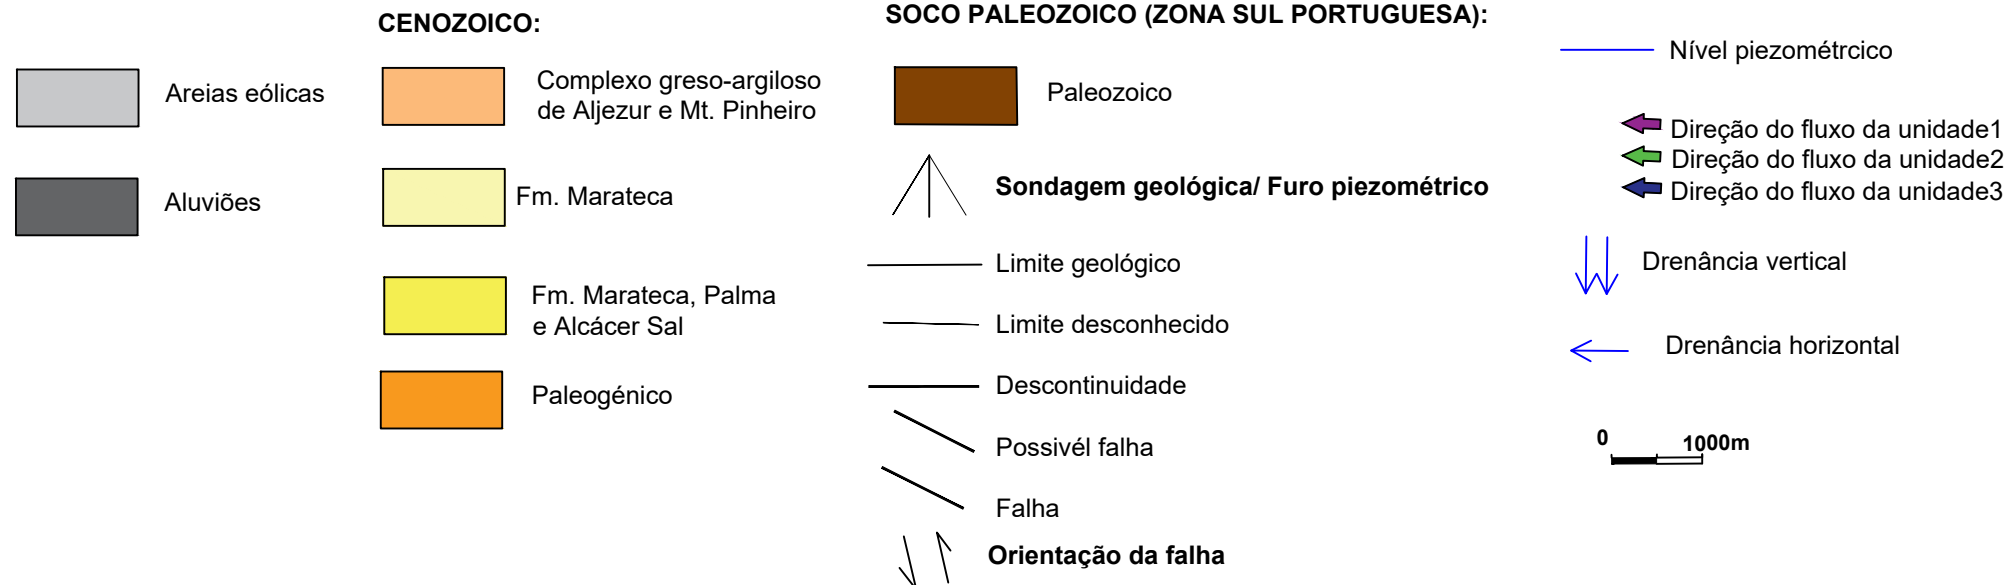 CENOZOICO:
Areias eólicas
Aluviões
Complexo greso-argiloso
de Aljezur e Mt. Pinheiro
Fm. Marateca
Fm. Marateca, Palma
e Alcácer Sal
Paleogénico
SOCO PALEOZOICO (ZONA SUL PORTUGUESA):
Paleozoico
Sondagem geológica/ Furo piezométrico
Limite geológico
Limite desconhecido
Descontinuidade
Possivél falha
Falha
Orientação da falha
Nível piezométrcico
Direção do fluxo da unidade1
Direção do fluxo da unidade2
Direção do fluxo da unidade3
Drenância vertical
Drenância horizontal
0 1000m